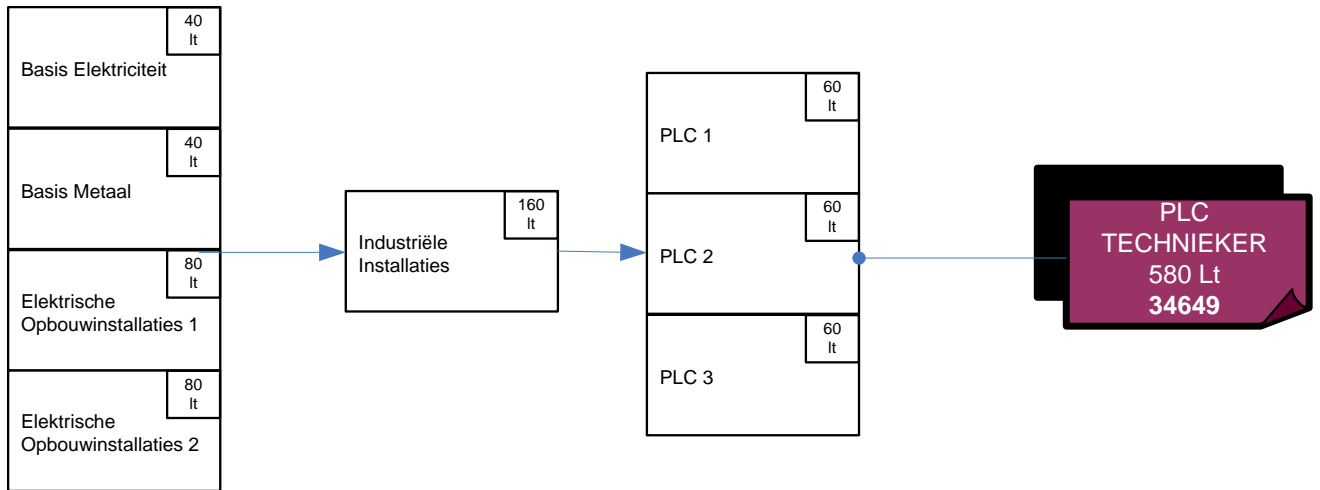 40
lt
Basis Elektriciteit
40
lt
Basis Metaal
80
lt
Elektrische
Opbouwinstallaties 1
80
lt
Elektrische
Opbouwinstallaties 2
160
lt
Industriële
Installaties
60
lt
PLC 1
60
lt
PLC 2
60
lt
PLC 3
PLC
TECHNIEKER
580 Lt
34649